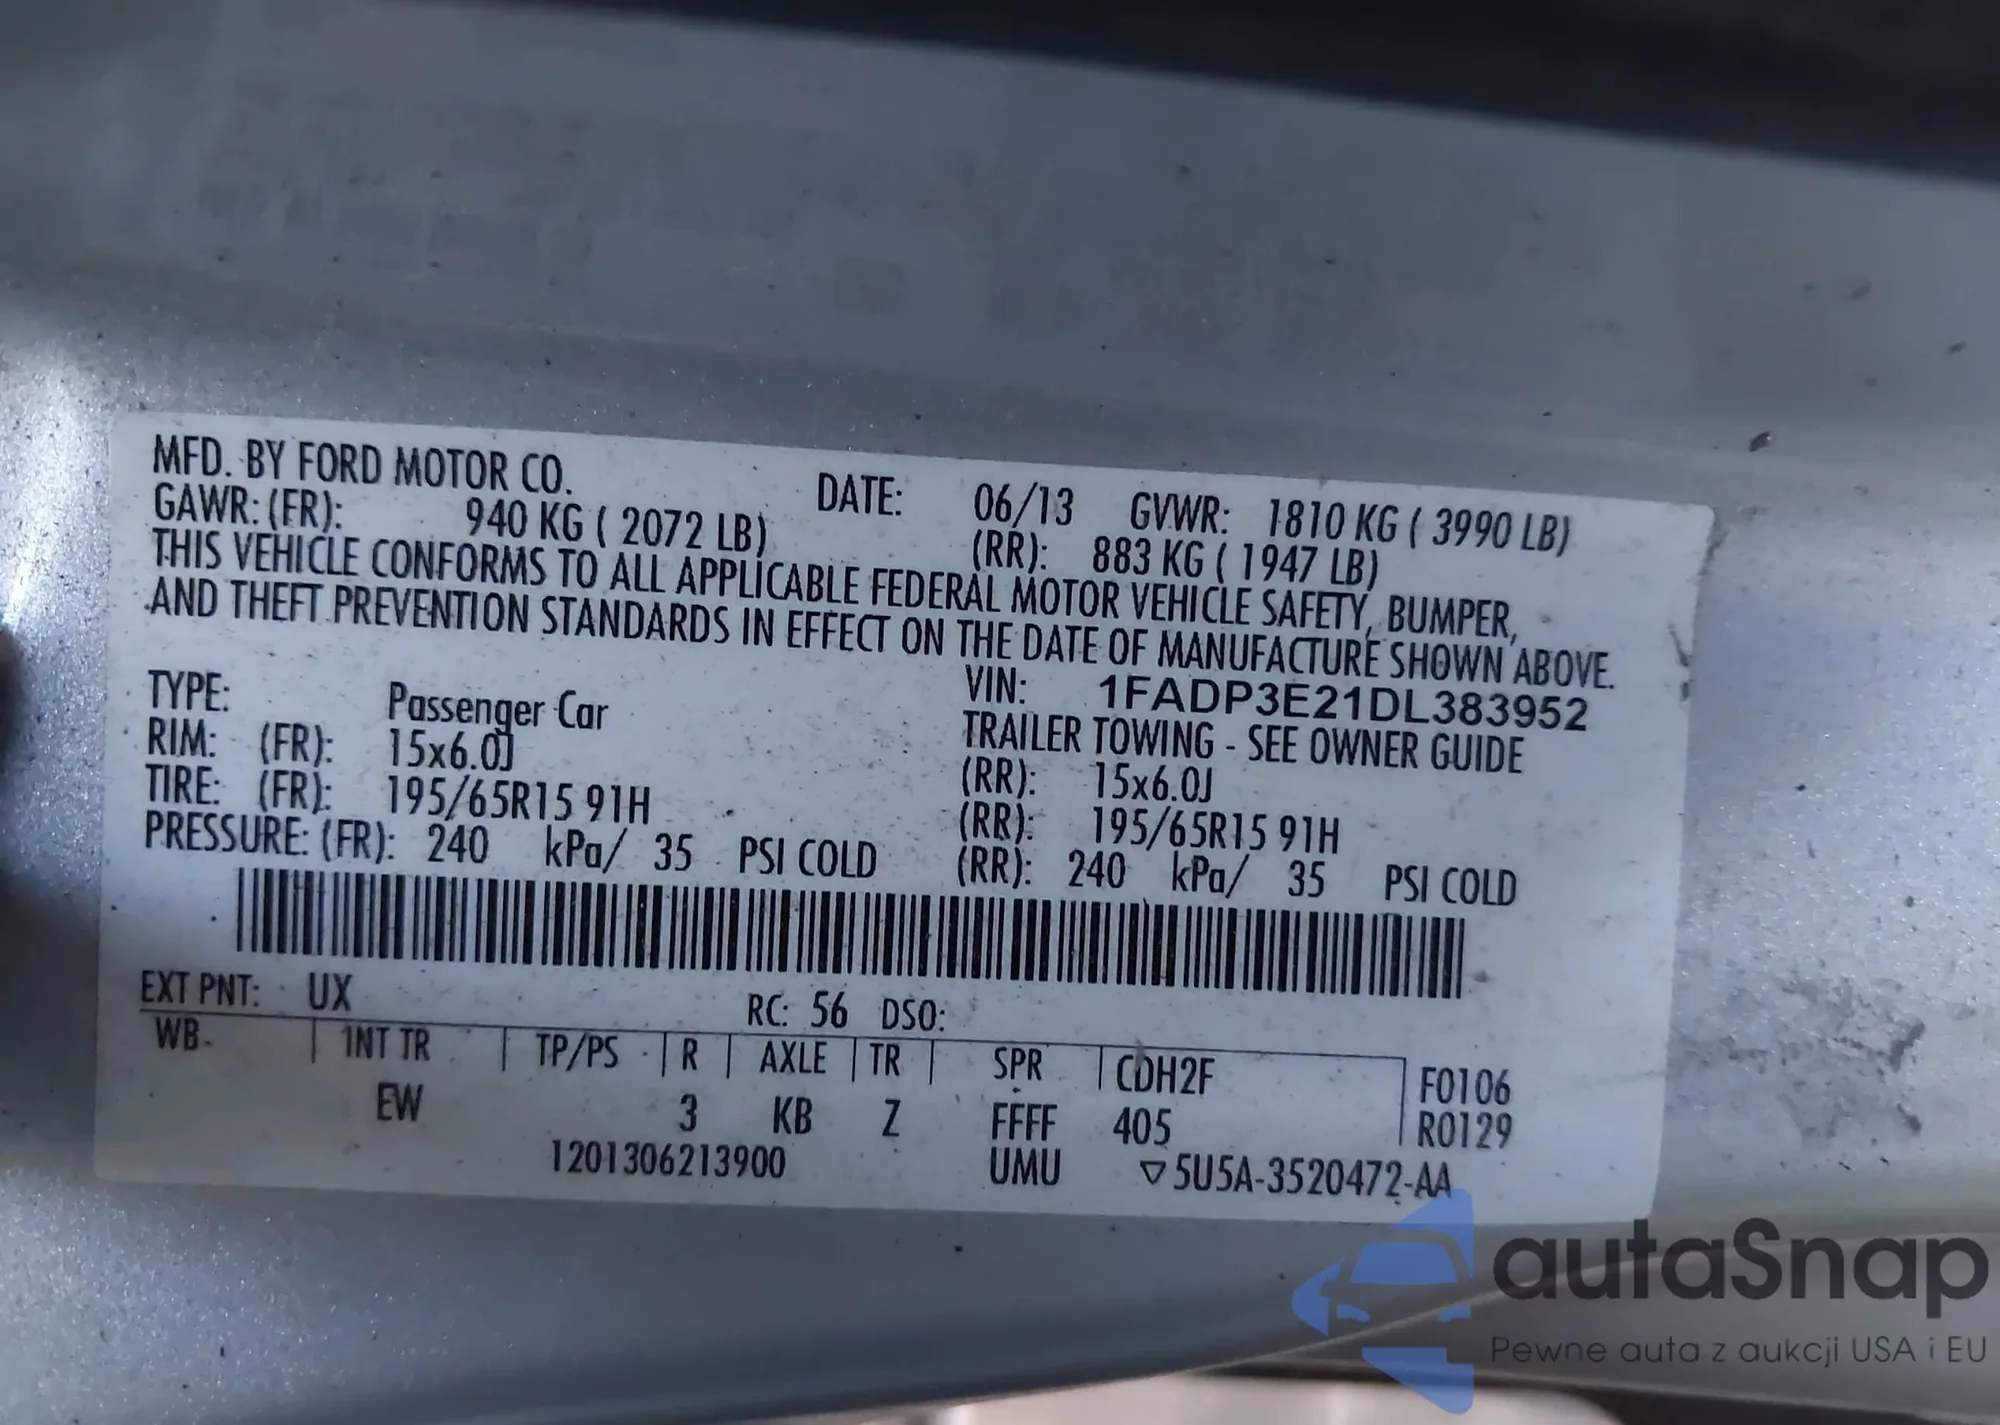 MFD. BY FORD MOTOR CO. DATE: 06/13 GVWR: 1810 KG ( 3990 LB)
GAWR: (FR): 940 KG ( 2072 LB) (RR): 883 KG ( 1947 LB)
THIS VEHICLE CONFORMS TO ALL APPLICABLE FEDERAL MOTOR VEHICLE SAFETY, BUMPER,
AND THEFT PREVENTION STANDARDS IN EFFECT ON THE DATE OF MANUFACTURE SHOWN ABOVE.
VIN: 1FADP3E21DL383952
TYPE: Passenger Car TRAILER TOWING - SEE OWNER GUIDE
RIM: (FR): 15x6.0J (RR): 15x6.0J
TIRE: (FR): 195/65R15 91H (RR): 195/65R15 91H
PRESSURE: (FR): 240 kPa/ 35 PSI COLD (RR): 240 kPa/ 35 PSI COLD
EXT PNT: UX RC: 56 DSO:
WB INT TR TP/PS R AXLE TR SPR CDH2F F0106
EW 3 KB Z FFFF 405 R0129
1201306213900 UMU ▽5U5A-3520472-AA
autaSnap
Pewne auta z aukcji USA i EU